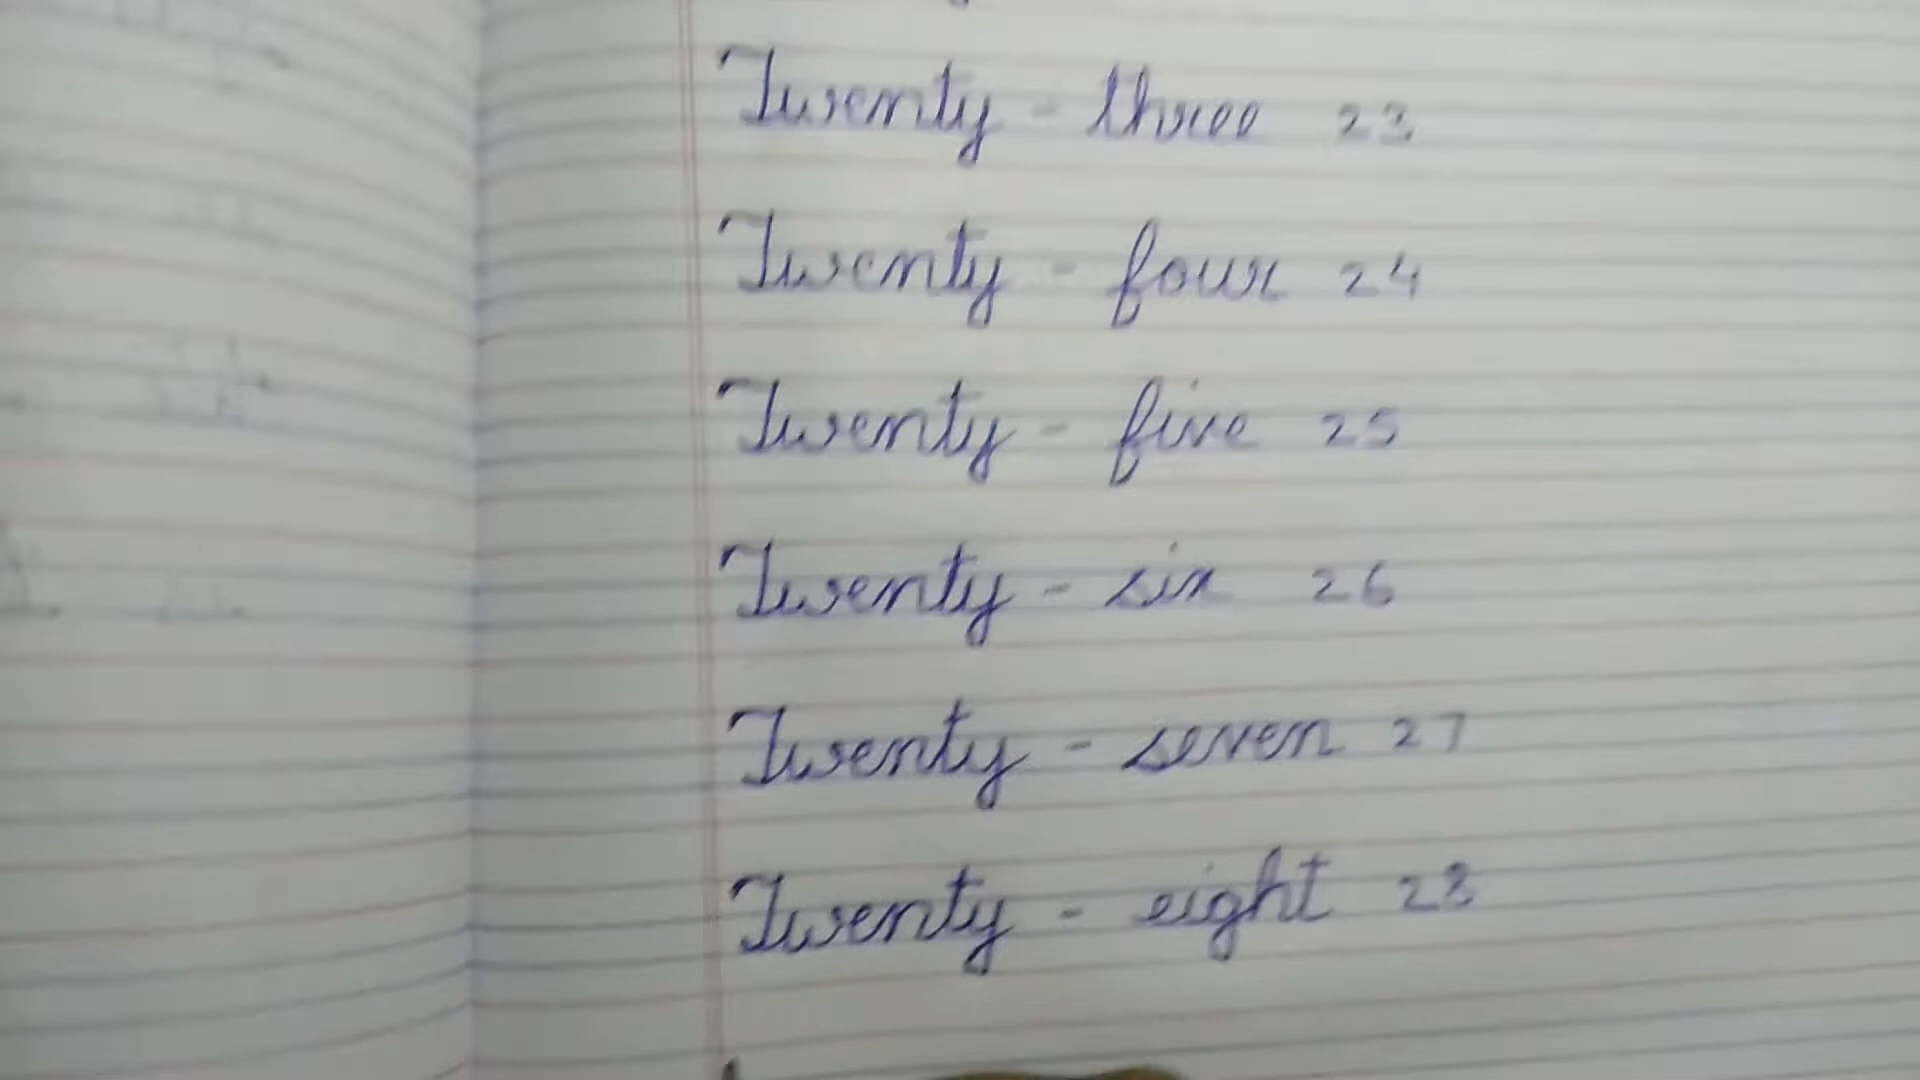 Twenty - three 23
Twenty - four 24
Twenty - five 25
Twenty - six 26
Twenty - seven 27
Twenty - eight 28